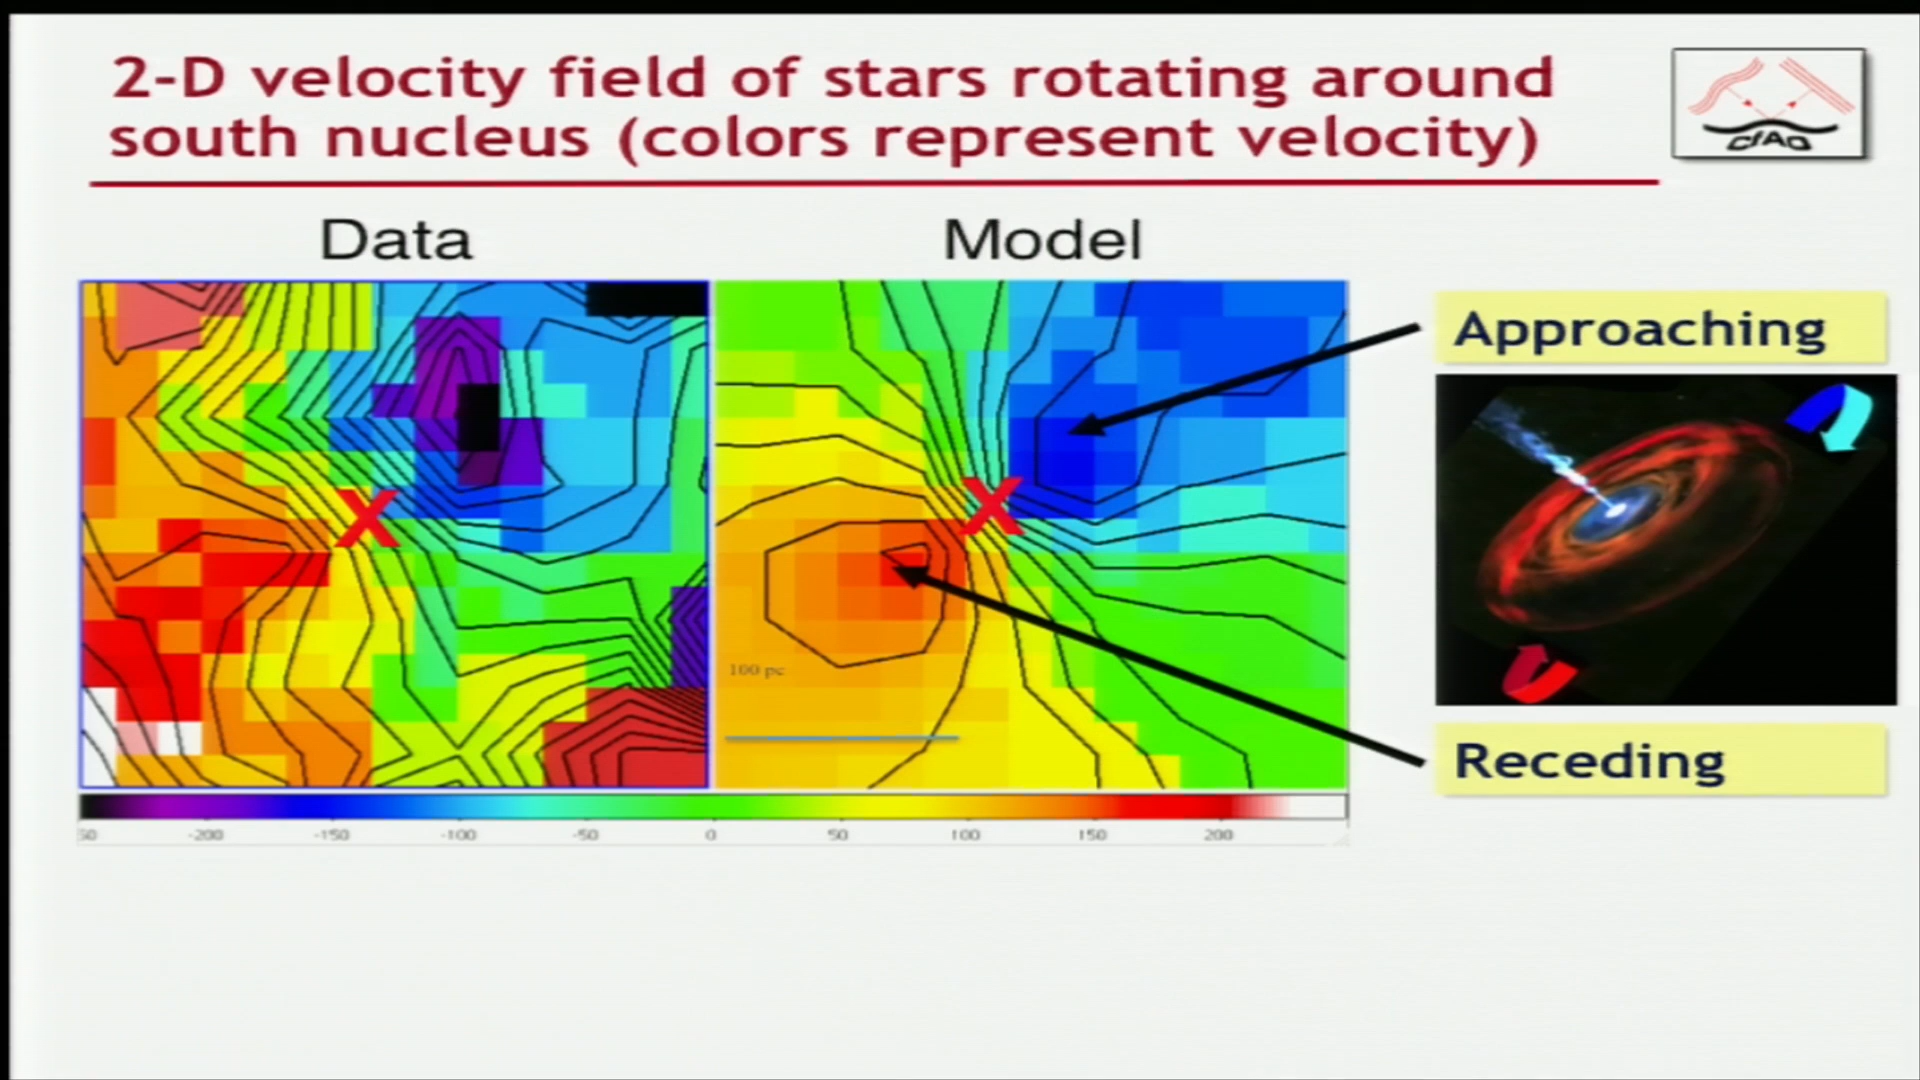 2-D velocity field of stars rotating around
south nucleus (colors represent velocity)
CfAO
Data
Model
Approaching
100 pc
Receding
50 -200 -150 -100 -50 0 50 100 150 200